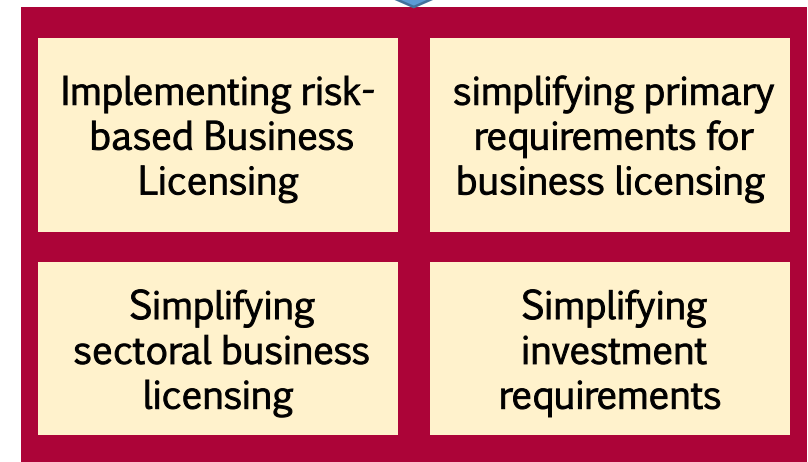 Implementing risk-
based Business
Licensing
simplifying primary
requirements for
business licensing
Simplifying
sectoral business
licensing
Simplifying
investment
requirements